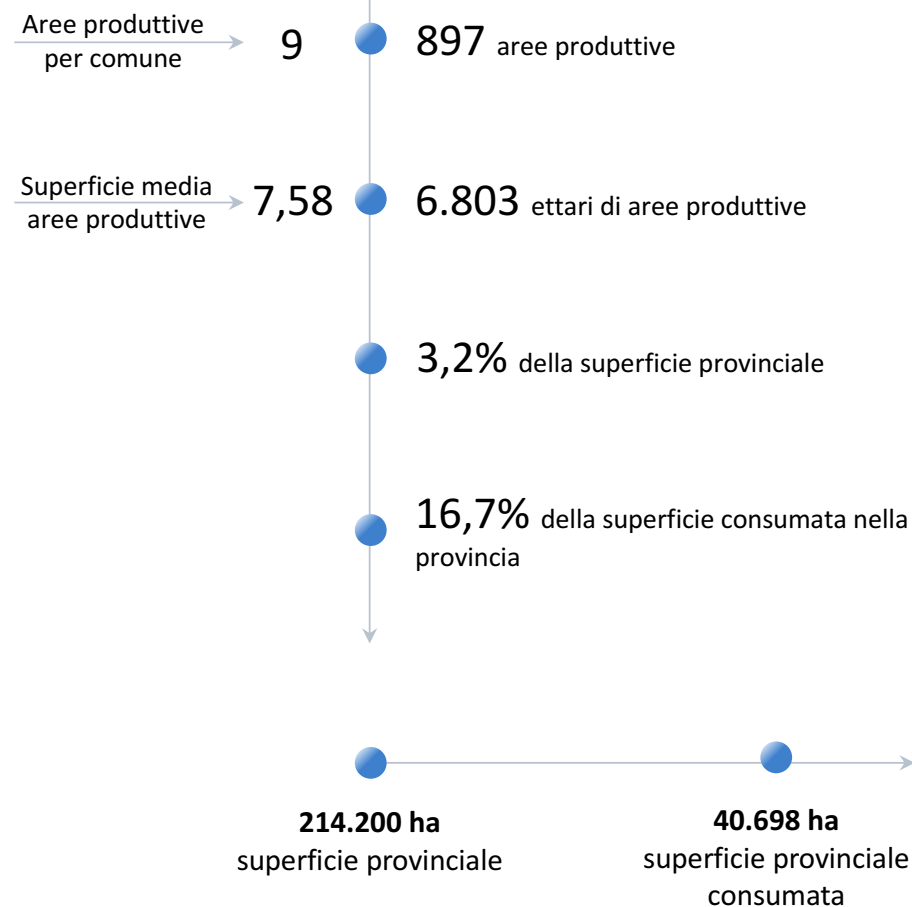 Aree produttive
per comune
9
897 aree produttive
Superficie media
aree produttive
7,58
6.803 ettari di aree produttive
3,2% della superficie provinciale
16,7% della superficie consumata nella
provincia
214.200 ha
superficie provinciale
40.698 ha
superficie provinciale
consumata